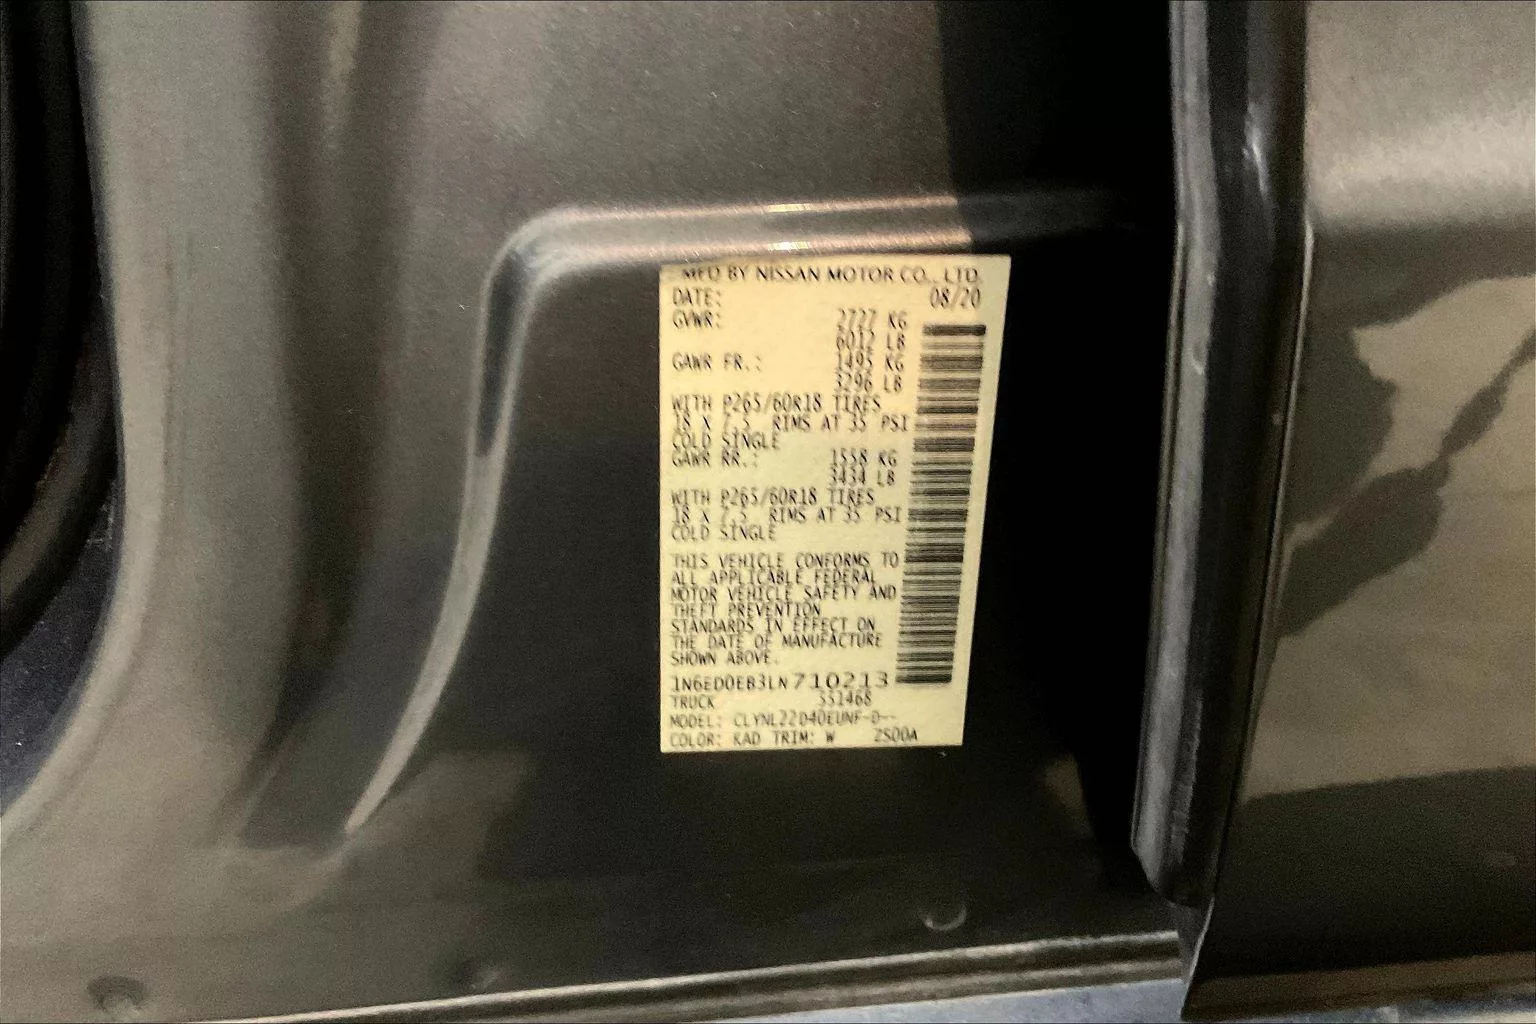 MFD BY NISSAN MOTOR CO., LTD.
DATE: 08/20
GVWR: 2727 KG
6012 LB
GAWR FR.: 1495 KG
3296 LB
WITH P265/60R18 TIRES
18 X 7.5 RIMS AT 35 PSI
COLD SINGLE
GAWR RR.: 1558 KG
3434 LB
WITH P265/60R18 TIRES
18 X 7.5 RIMS AT 35 PSI
COLD SINGLE
THIS VEHICLE CONFORMS TO
ALL APPLICABLE FEDERAL
MOTOR VEHICLE SAFETY AND
THEFT PREVENTION
STANDARDS IN EFFECT ON
THE DATE OF MANUFACTURE
SHOWN ABOVE.
1N6ED0EB3LN710213
TRUCK 551468
MODEL: CLYNL22D40EUNF-D--
COLOR: KAD TRIM: W 2S00A